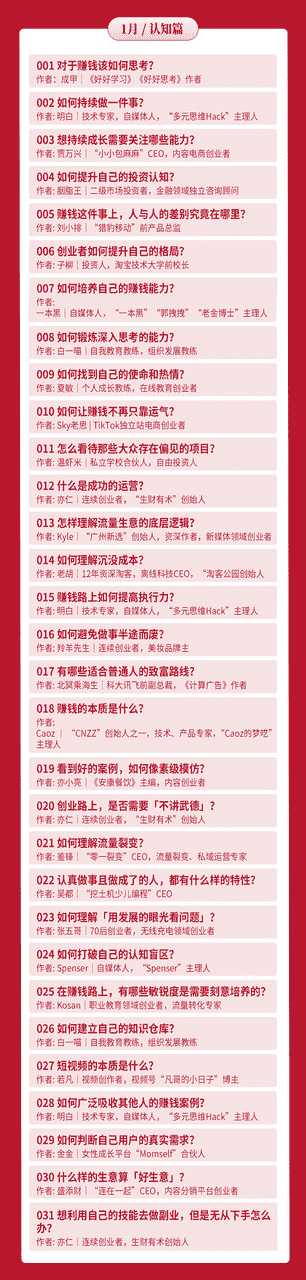 1月 / 认知篇
001 对于赚钱该如何思考？
作者：成甲｜《好好学习》《好好思考》作者
002 如何持续做一件事？
作者: 明白｜技术专家，自媒体人，“多元思维Hack”主理人
003 想持续成长需要关注哪些能力？
作者: 贾万兴｜“小小包麻麻”CEO，内容电商创业者
004 如何提升自己的投资认知？
作者: 胭脂王｜二级市场投资者，金融领域独立咨询顾问
005 赚钱这件事上，人与人的差别究竟在哪里？
作者: 刘小排｜“猎豹移动”前产品总监
006 创业者如何提升自己的格局？
作者: 子柳｜投资人，淘宝技术大学前校长
007 如何培养自己的赚钱能力？
作者:
一本黑｜自媒体人，“一本黑”“郭拽拽”“老金博士”主理人
008 如何锻炼深入思考的能力？
作者: 白一喵｜自我教育教练，组织发展教练
009 如何找到自己的使命和热情？
作者: 夏敏｜个人成长教练，在线教育创业者
010 如何让赚钱不再只靠运气？
作者: Sky老思｜TikTok独立站电商创业者
011 怎么看待那些大众存在偏见的项目？
作者: 温虾米｜私立学校合伙人，自由投资人
012 什么是成功的运营？
作者: 亦仁｜连续创业者，“生财有术”创始人
013 怎样理解流量生意的底层逻辑？
作者: Kyle｜“广州新选”创始人，资深作者，新媒体领域创业者
014 如何理解沉没成本？
作者: 老胡｜12年资深淘客，离线科技CEO，“淘客公园创始人
015 赚钱路上如何提高执行力？
作者: 明白｜技术专家，自媒体人，“多元思维Hack”主理人
016 如何避免做事半途而废？
作者: 羚羊先生｜连续创业者，美妆品牌主
017 有哪些适合普通人的致富路线？
作者: 北冥乘海生｜科大讯飞前副总裁，《计算广告》作者
018 赚钱的本质是什么？
作者:
Caoz ｜ “CNZZ”创始人之一，技术、产品专家，“Caoz的梦呓”
主理人
019 看到好的案例，如何像素级模仿？
作者: 亦小亮｜《安康餐饮》主编，内容创业者
020 创业路上，是否需要「不讲武德」？
作者: 亦仁｜连续创业者，“生财有术”创始人
021 如何理解流量裂变？
作者: 鉴锋｜“零一裂变”CEO，流量裂变、私域运营专家
022 认真做事且做成了的人，都有什么样的特性？
作者: 吴都｜“挖土机少儿编程”CEO
023 如何理解「用发展的眼光看问题」？
作者: 张五哥｜70后创业者，无线充电领域创业者
024 如何打破自己的认知盲区？
作者: Spenser｜自媒体人，“Spenser”主理人
025 在赚钱路上，有哪些敏锐度是需要刻意培养的？
作者: Kosan｜职业教育领域创业者，流量转化专家
026 如何建立自己的知识仓库？
作者: 白一喵｜自我教育教练，组织发展教练
027 短视频的本质是什么？
作者: 若凡｜视频创作者，视频号“凡哥的小日子”博主
028 如何广泛吸收其他人的赚钱案例？
作者: 明白｜技术专家，自媒体人，“多元思维Hack”主理人
029 如何判断自己用户的真实需求？
作者: 金金｜女性成长平台“Momself”合伙人
030 什么样的生意算「好生意」？
作者: 盛添财｜“连在一起”CEO，内容分销平台创业者
031 想利用自己的技能去做副业，但是无从下手怎么
办？
作者: 亦仁｜连续创业者，生财有术创始人